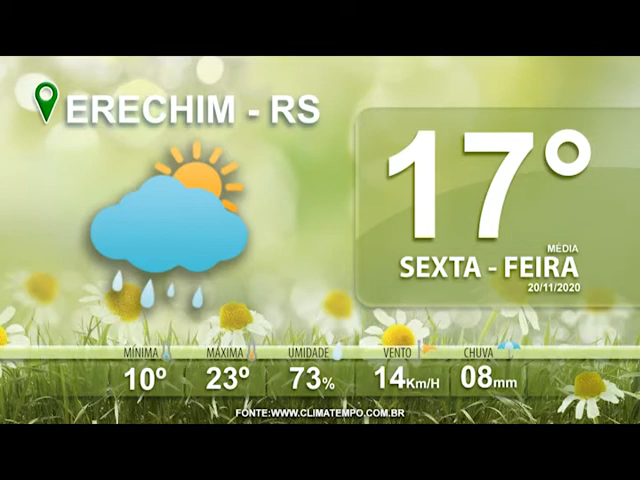 ERECHIM - RS
17º
MÉDIA
SEXTA - FEIRA
20/11/2020
MÍNIMA MÁXIMA UMIDADE VENTO CHUVA
10º 23º 73% 14Km/H 08mm
FONTE:WWW.CLIMATEMPO.COM.BR